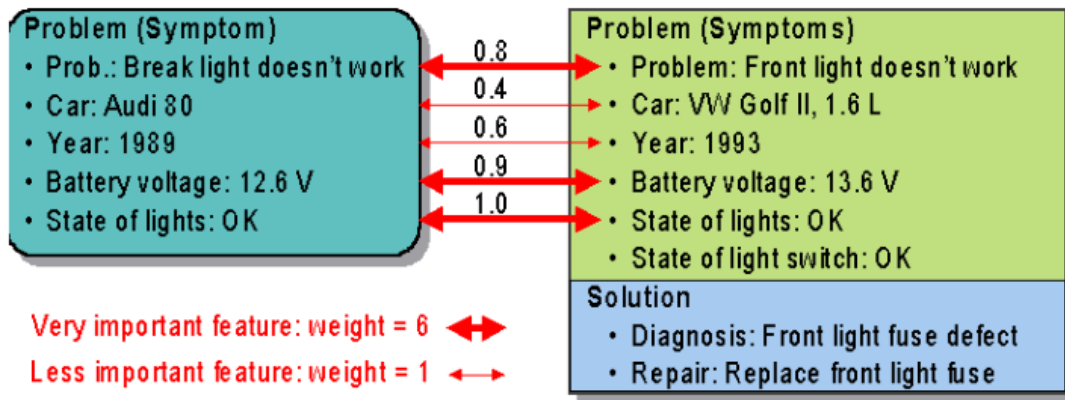 Problem (Symptom)
• Prob.: Break light doesn't work
• Car: Audi 80
• Year: 1989
• Battery voltage: 12.6 V
• State of lights: OK
0.8
0.4
0.6
0.9
1.0
Problem (Symptoms)
• Problem: Front light doesn't work
• Car: VW Golf II, 1.6 L
• Year: 1993
• Battery voltage: 13.6 V
• State of lights: OK
• State of light switch: OK
Solution
• Diagnosis: Front light fuse defect
• Repair: Replace front light fuse
Very important feature: weight = 6
Less important feature: weight = 1